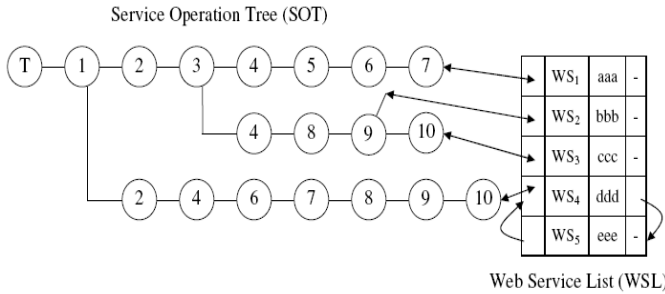 Service Operation Tree (SOT)
T 1 2 3 4 5 6 7
WS1 aaa -
WS2 bbb -
4 8 9 10
WS3 ccc -
2 4 6 7 8 9 10
WS4 ddd
WS5 eee -
Web Service List (WSL)